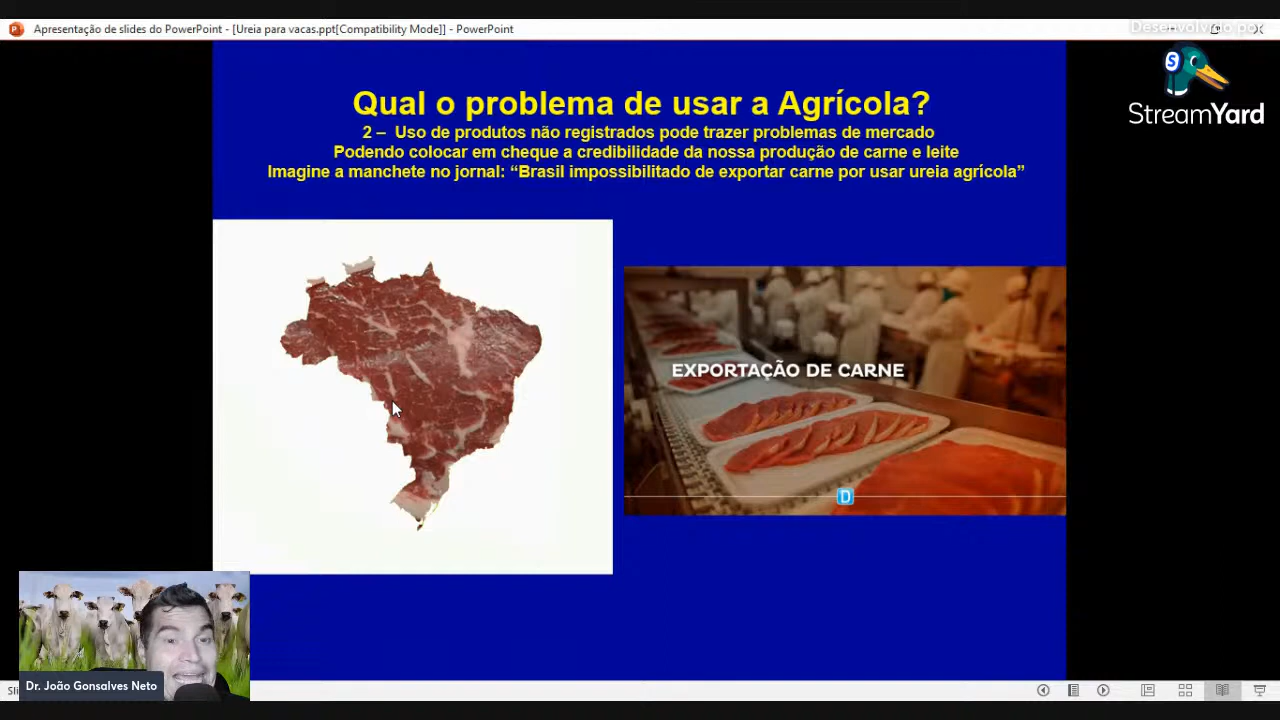 Apresentação de slides do PowerPoint - [Ureia para vacas.ppt[Compatibility Mode]] - PowerPoint
Desenvolvido por
StreamYard
Qual o problema de usar a Agrícola?
2 – Uso de produtos não registrados pode trazer problemas de mercado
Podendo colocar em cheque a credibilidade da nossa produção de carne e leite
Imagine a manchete no jornal: “Brasil impossibilitado de exportar carne por usar ureia agrícola”
EXPORTAÇÃO DE CARNE
D
Dr. João Gonsalves Neto